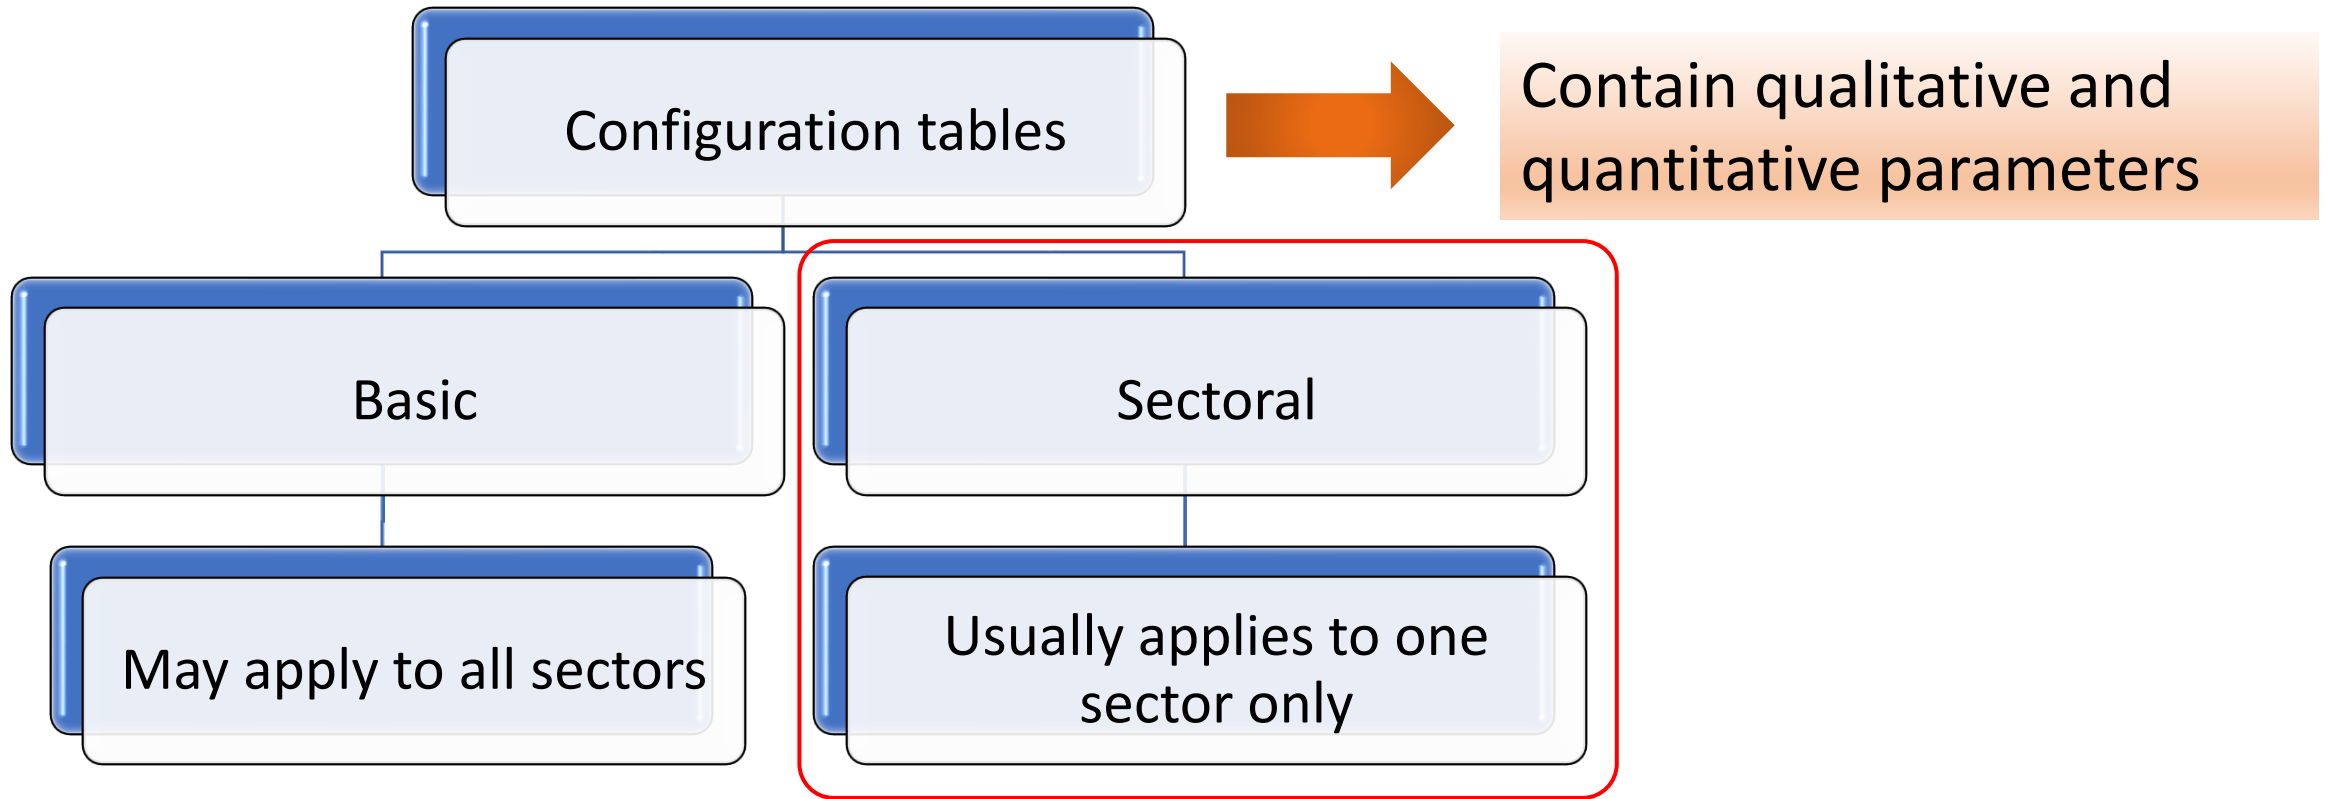 Configuration tables
Contain qualitative and
quantitative parameters
Basic
Sectoral
May apply to all sectors
Usually applies to one
sector only